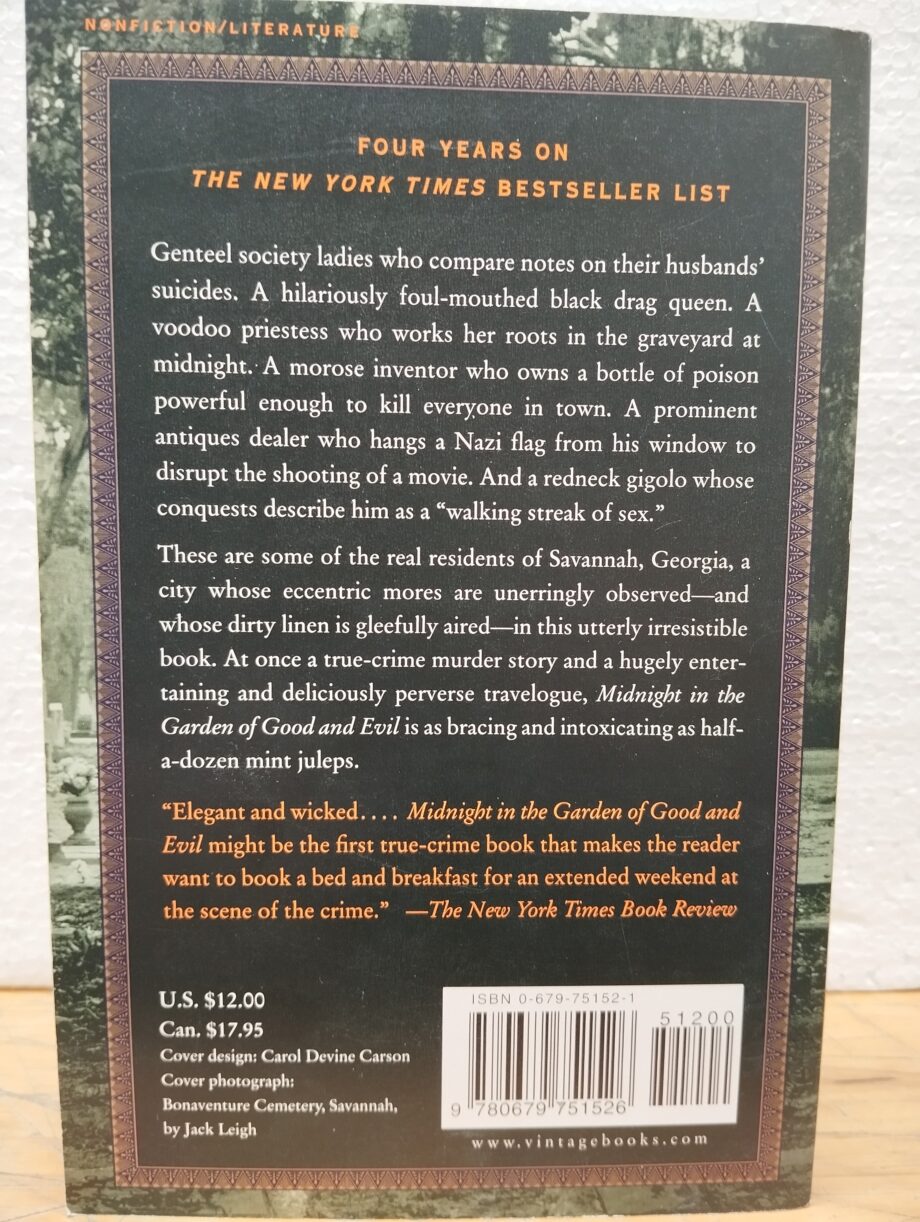 NONFICTION/LITERATURE
FOUR YEARS ON
THE NEW YORK TIMES BESTSELLER LIST
Genteel society ladies who compare notes on their husbands’
suicides. A hilariously foul-mouthed black drag queen. A
voodoo priestess who works her roots in the graveyard at
midnight. A morose inventor who owns a bottle of poison
powerful enough to kill everyone in town. A prominent
antiques dealer who hangs a Nazi flag from his window to
disrupt the shooting of a movie. And a redneck gigolo whose
conquests describe him as a “walking streak of sex.”
These are some of the real residents of Savannah, Georgia, a
city whose eccentric mores are unerringly observed—and
whose dirty linen is gleefully aired—in this utterly irresistible
book. At once a true-crime murder story and a hugely enter-
taining and deliciously perverse travelogue, Midnight in the
Garden of Good and Evil is as bracing and intoxicating as half-
a-dozen mint juleps.
“Elegant and wicked. . . . Midnight in the Garden of Good and
Evil might be the first true-crime book that makes the reader
want to book a bed and breakfast for an extended weekend at
the scene of the crime.” —The New York Times Book Review
U.S. $12.00
Can. $17.95
Cover design: Carol Devine Carson
Cover photograph:
Bonaventure Cemetery, Savannah,
by Jack Leigh
ISBN 0-679-75152-1
51200
9 780679 751526
www.vintagebooks.com